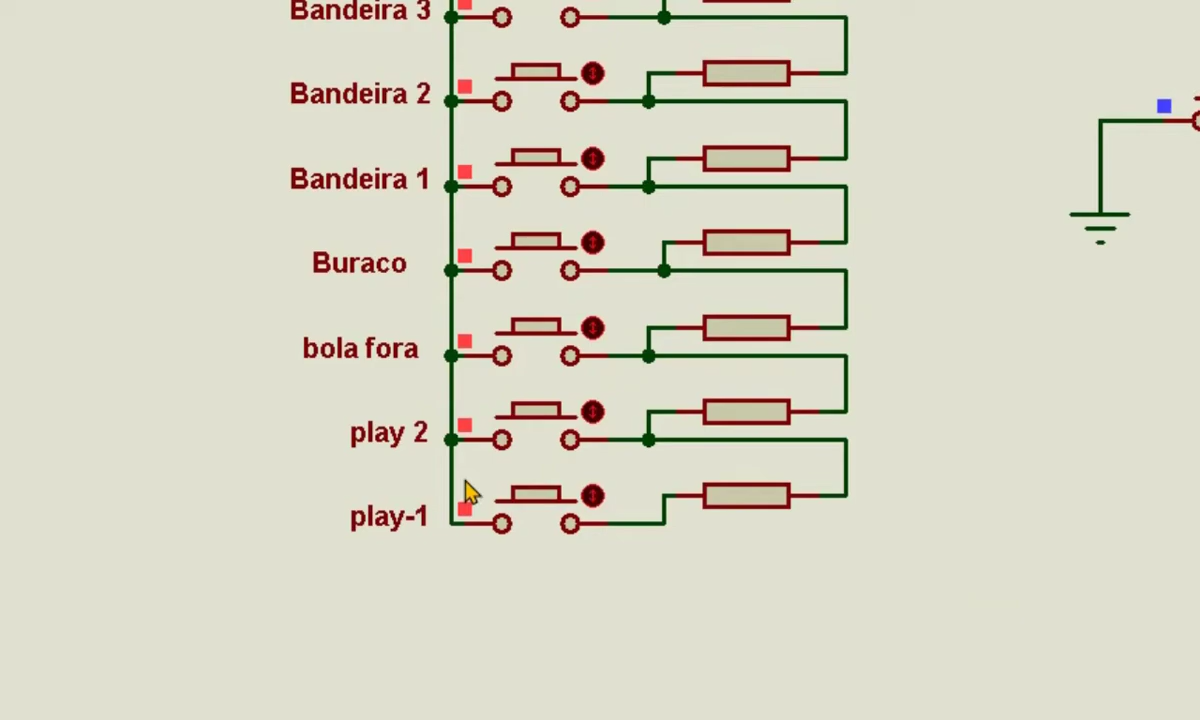 Bandeira 3
Bandeira 2
Bandeira 1
Buraco
bola fora
play 2
play-1